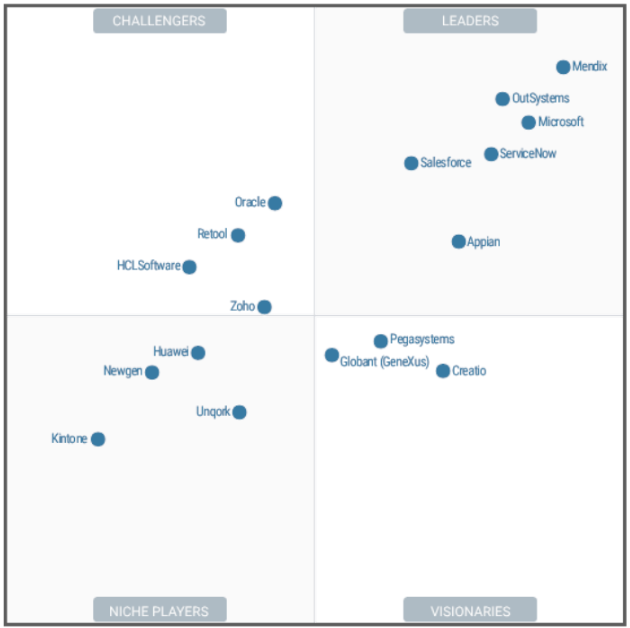 CHALLENGERS
LEADERS
Mendix
OutSystems
Microsoft
ServiceNow
Salesforce
Oracle
Retool
Appian
HCLSoftware
Zoho
Pegasystems
Huawei
Globant (GeneXus)
Newgen
Creatio
Unqork
Kintone
NICHE PLAYERS
VISIONARIES